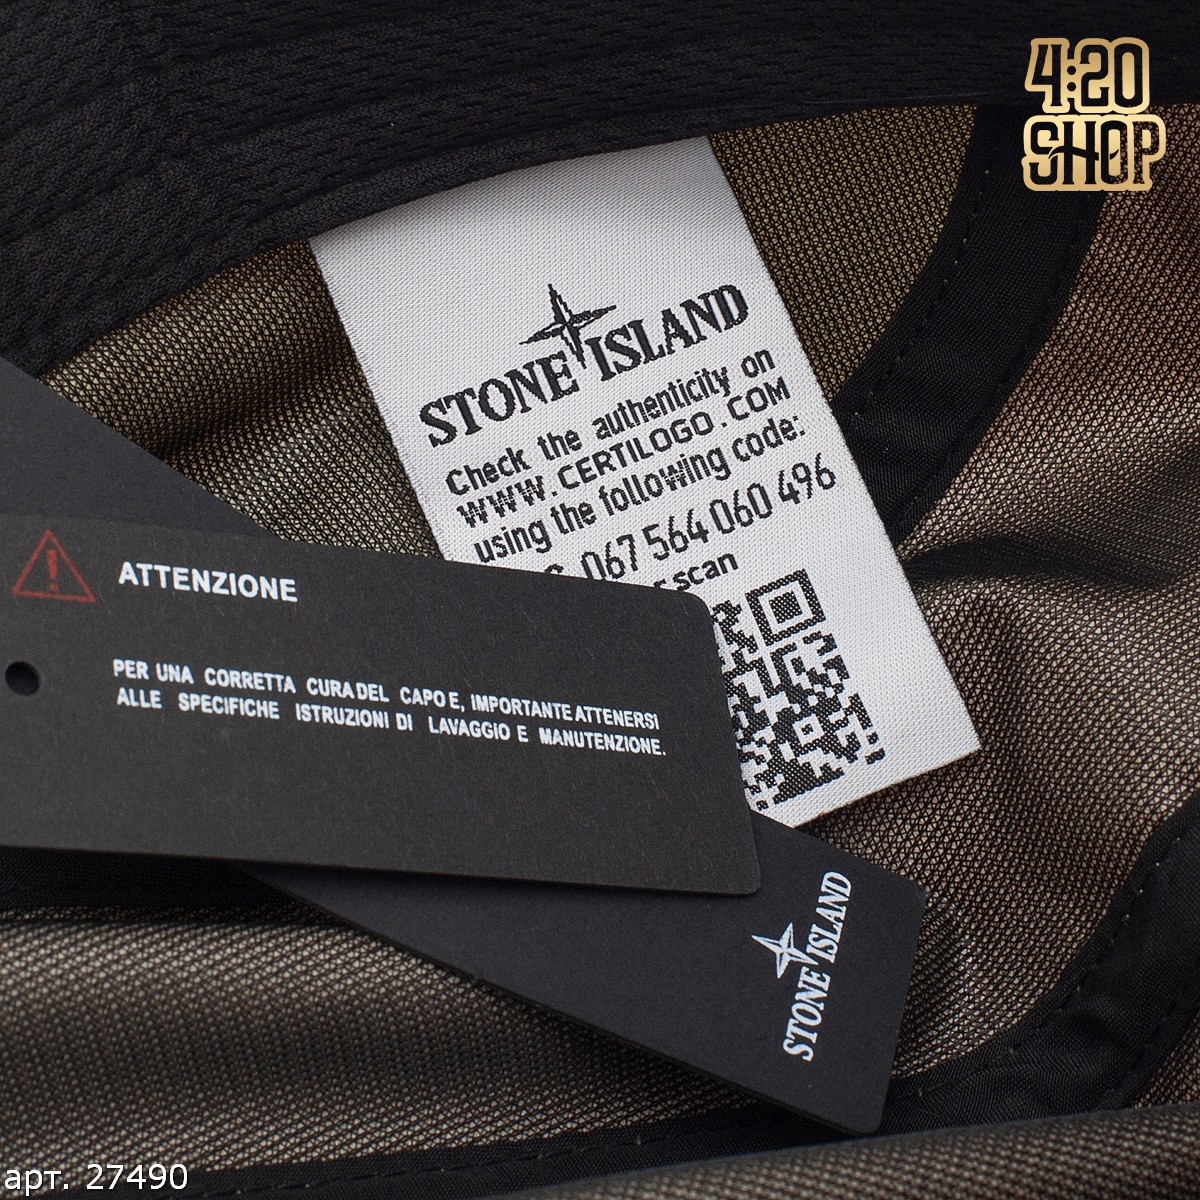 4:20
SHOP
STONE ISLAND
Check the authenticity on
WWW.CERTILOGO.COM
using the following code:
067 564 060 496
scan
ATTENZIONE
PER UNA CORRETTA CURA DEL CAPO E, IMPORTANTE ATTENERSI
ALLE SPECIFICHE ISTRUZIONI DI LAVAGGIO E MANUTENZIONE.
STONE ISLAND
арт. 27490